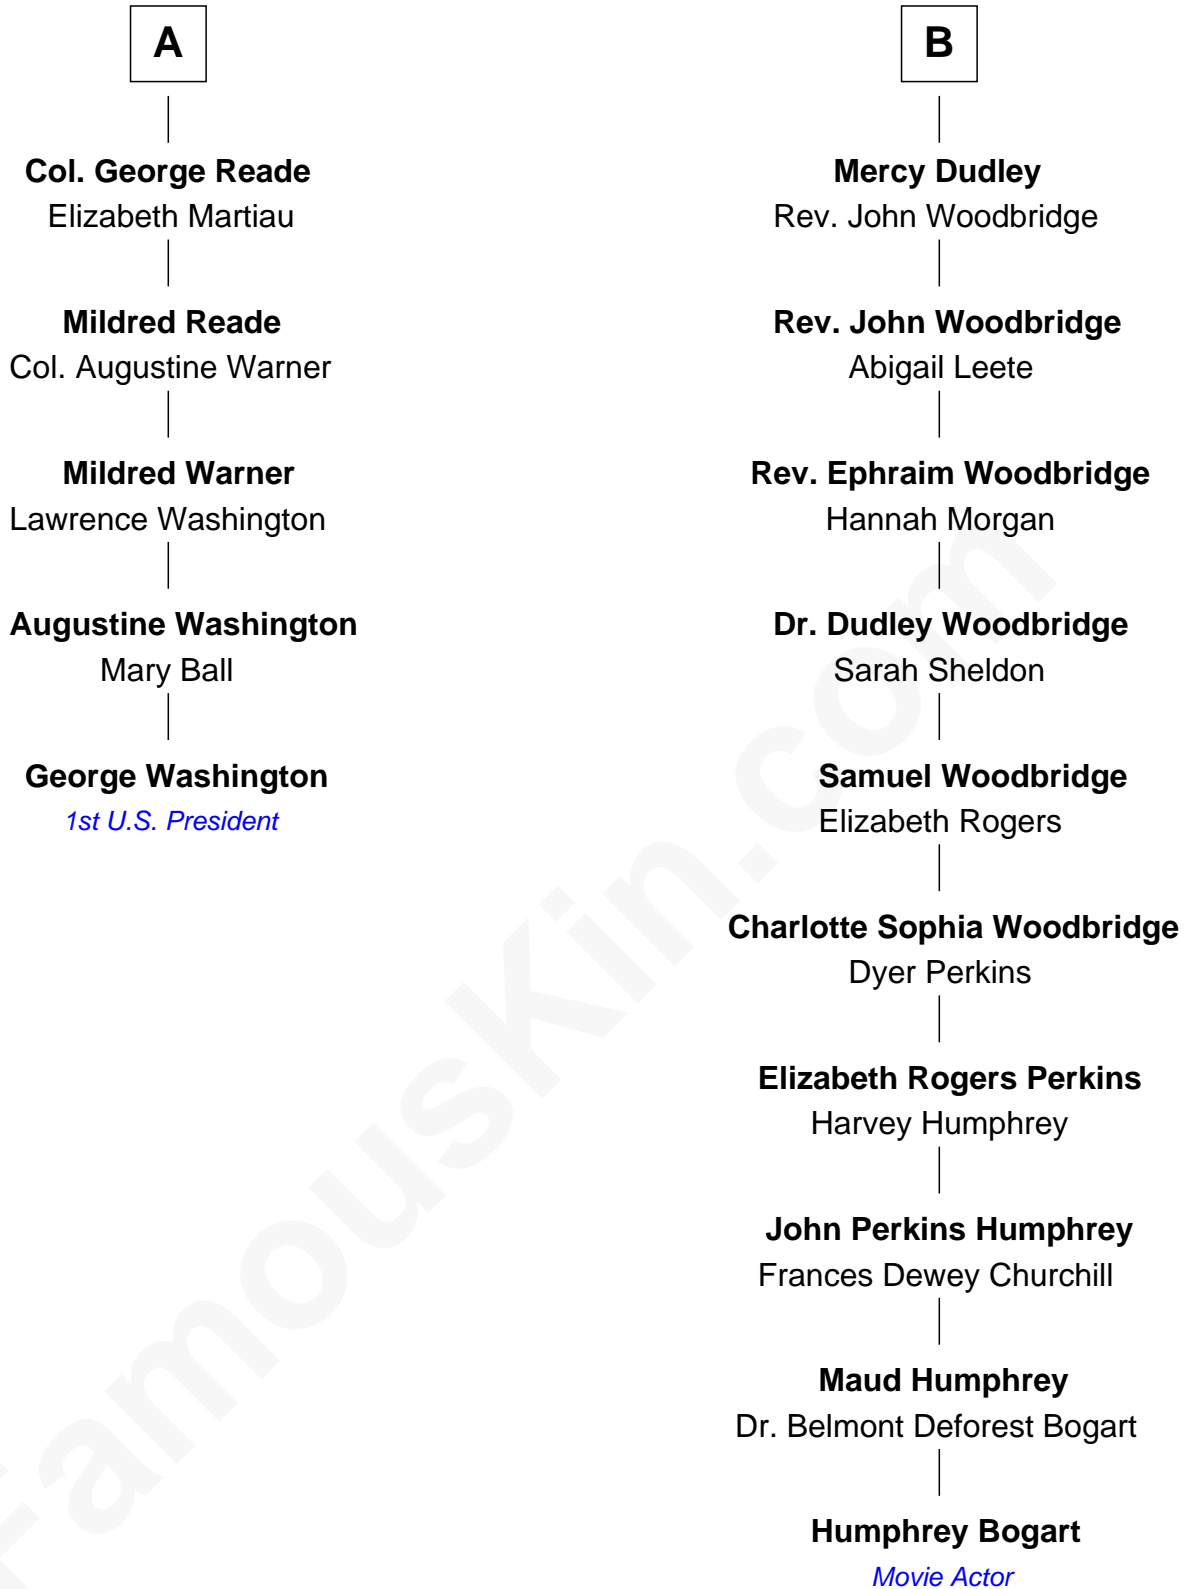 A
Col. George Reade
Elizabeth Martiau
Mildred Reade
Col. Augustine Warner
Mildred Warner
Lawrence Washington
Augustine Washington
Mary Ball
George Washington
1st U.S. President
B
Mercy Dudley
Rev. John Woodbridge
Rev. John Woodbridge
Abigail Leete
Rev. Ephraim Woodbridge
Hannah Morgan
Dr. Dudley Woodbridge
Sarah Sheldon
Samuel Woodbridge
Elizabeth Rogers
Charlotte Sophia Woodbridge
Dyer Perkins
Elizabeth Rogers Perkins
Harvey Humphrey
John Perkins Humphrey
Frances Dewey Churchill
Maud Humphrey
Dr. Belmont Deforest Bogart
Humphrey Bogart
Movie Actor
FamousKin.com